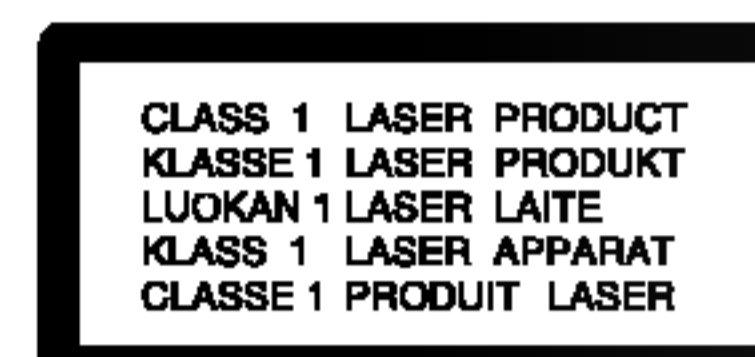 CLASS 1 LASER PRODUCT
KLASSE 1 LASER PRODUKT
LUOKAN 1 LASER LAITE
KLASS 1 LASER APPARAT
CLASSE 1 PRODUIT LASER